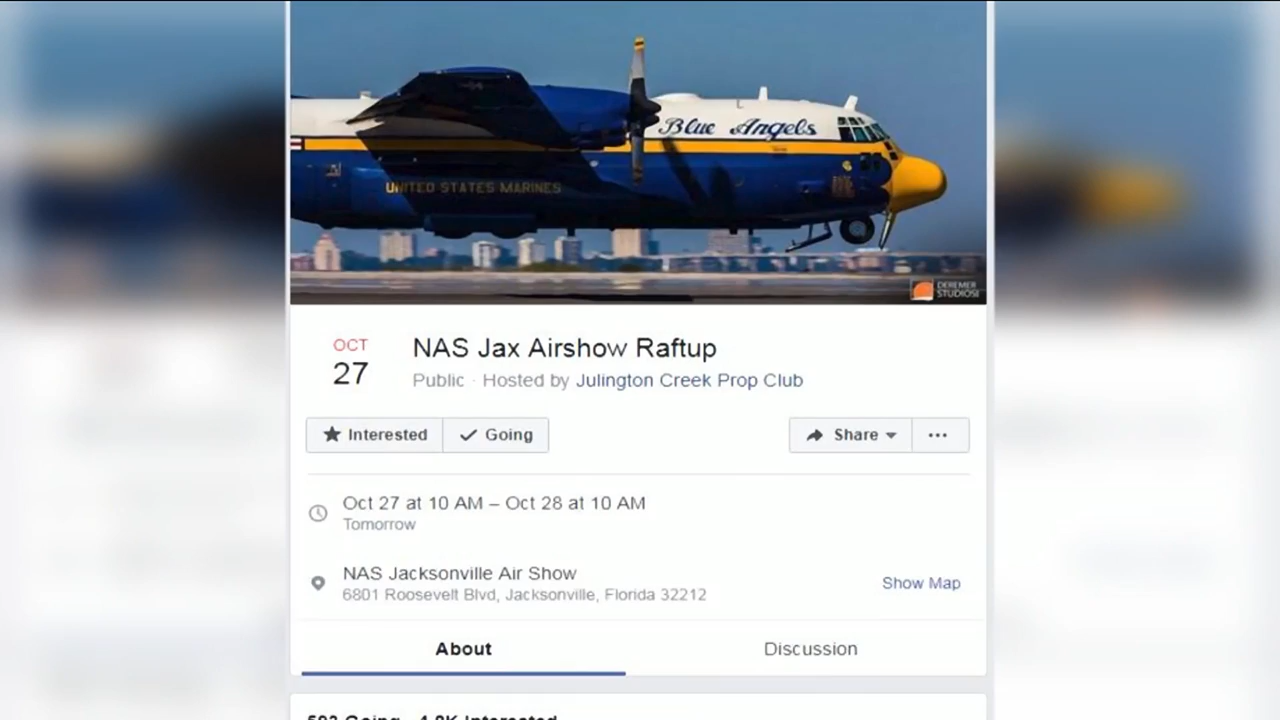 Blue Angels
UNITED STATES MARINES
DEREMER
STUDIOS
OCT
27
NAS Jax Airshow Raftup
Public · Hosted by Julington Creek Prop Club
Interested
Going
Share
Oct 27 at 10 AM – Oct 28 at 10 AM
Tomorrow
NAS Jacksonville Air Show
6801 Roosevelt Blvd, Jacksonville, Florida 32212
Show Map
About
Discussion
Going
Interested